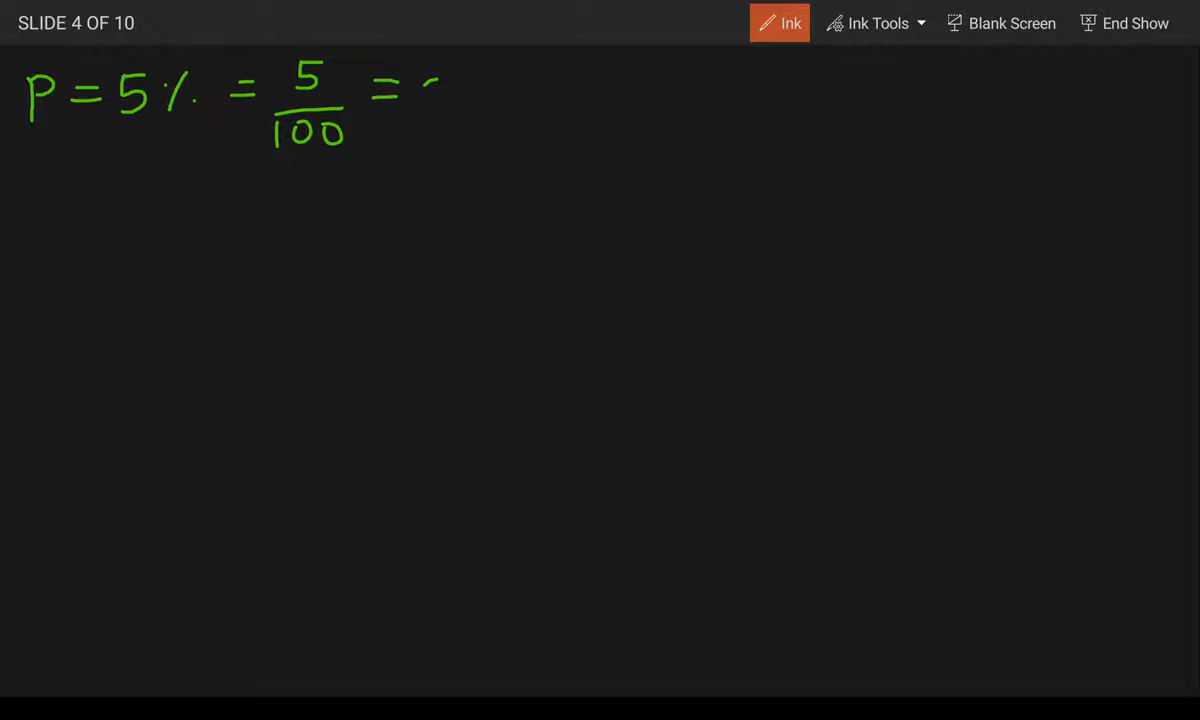 SLIDE 4 OF 10 Ink Ink Tools Blank Screen End Show
P = 5% = 5/100 =